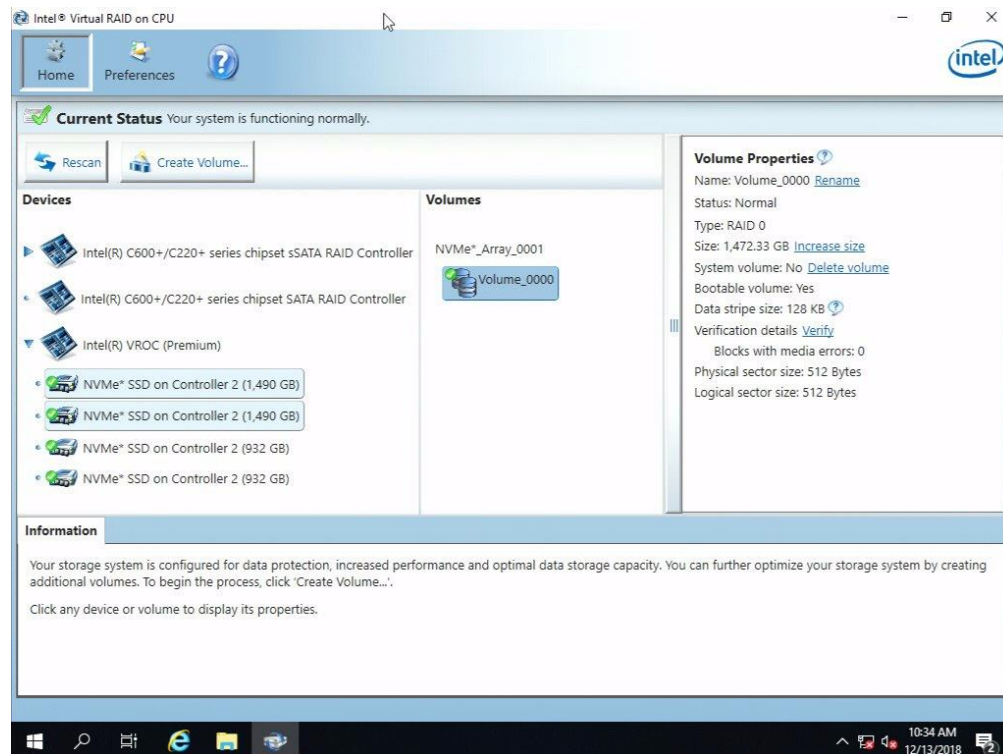 Intel® Virtual RAID on CPU
Home
Preferences
?
intel
Current Status Your system is functioning normally.
Rescan
Create Volume...
Devices
Intel(R) C600+/C220+ series chipset sSATA RAID Controller
Intel(R) C600+/C220+ series chipset SATA RAID Controller
Intel(R) VROC (Premium)
NVMe* SSD on Controller 2 (1,490 GB)
NVMe* SSD on Controller 2 (1,490 GB)
NVMe* SSD on Controller 2 (932 GB)
NVMe* SSD on Controller 2 (932 GB)
Volumes
NVMe*_Array_0001
Volume_0000
Volume Properties ?
Name: Volume_0000 Rename
Status: Normal
Type: RAID 0
Size: 1,472.33 GB Increase size
System volume: No Delete volume
Bootable volume: Yes
Data stripe size: 128 KB ?
Verification details Verify
Blocks with media errors: 0
Physical sector size: 512 Bytes
Logical sector size: 512 Bytes
Information
Your storage system is configured for data protection, increased performance and optimal data storage capacity. You can further optimize your storage system by creating
additional volumes. To begin the process, click 'Create Volume...'.
Click any device or volume to display its properties.
10:34 AM
12/13/2018
2